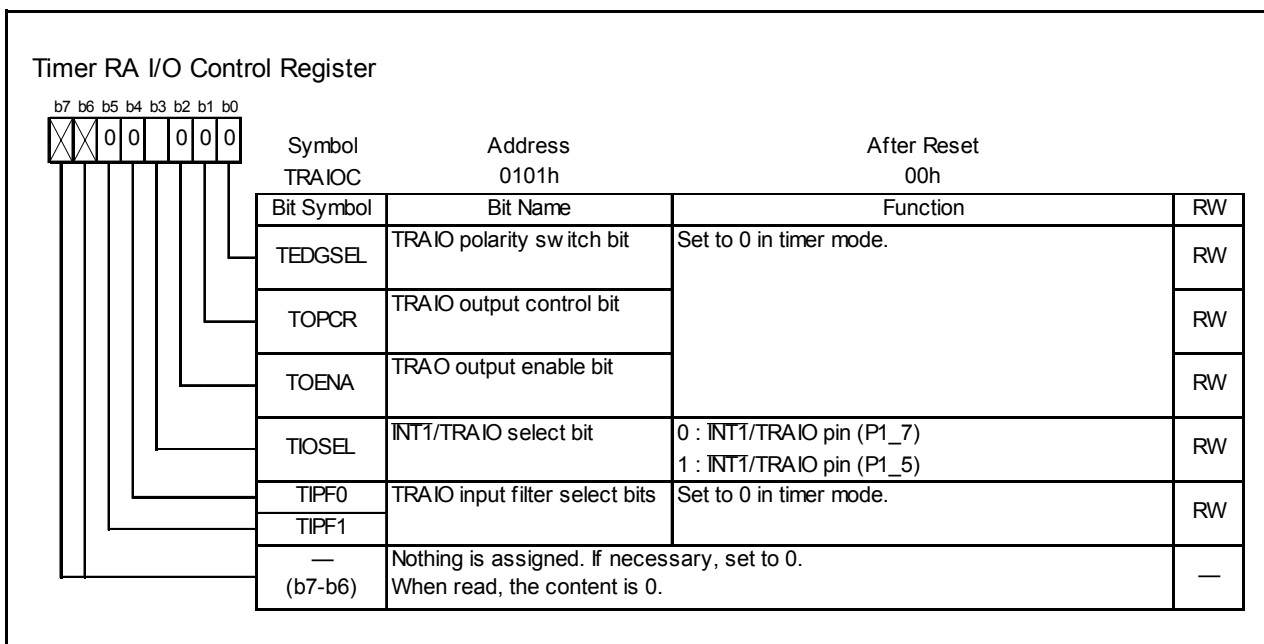 Timer RA I/O Control Register
b7 b6 b5 b4 b3 b2 b1 b0
0 0 0 0 0
Symbol Address After Reset
TRAIOC 0101h 00h
Bit Symbol Bit Name Function RW
TEDGSEL TRAIO polarity switch bit Set to 0 in timer mode. RW
TOPCR TRAIO output control bit RW
TOENA TRAO output enable bit RW
TIOSEL I̅N̅T̅1̅/TRAIO select bit 0 : I̅N̅T̅1̅/TRAIO pin (P1_7) RW
1 : I̅N̅T̅1̅/TRAIO pin (P1_5)
TIPF0 TRAIO input filter select bits Set to 0 in timer mode. RW
TIPF1
— Nothing is assigned. If necessary, set to 0. —
(b7-b6) When read, the content is 0.